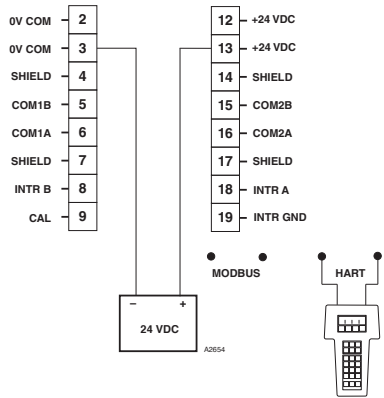 0V COM 2
0V COM 3
SHIELD 4
COM1B 5
COM1A 6
SHIELD 7
INTR B 8
CAL 9
12 +24 VDC
13 +24 VDC
14 SHIELD
15 COM2B
16 COM2A
17 SHIELD
18 INTR A
19 INTR GND
MODBUS
HART
– +
24 VDC
A2654